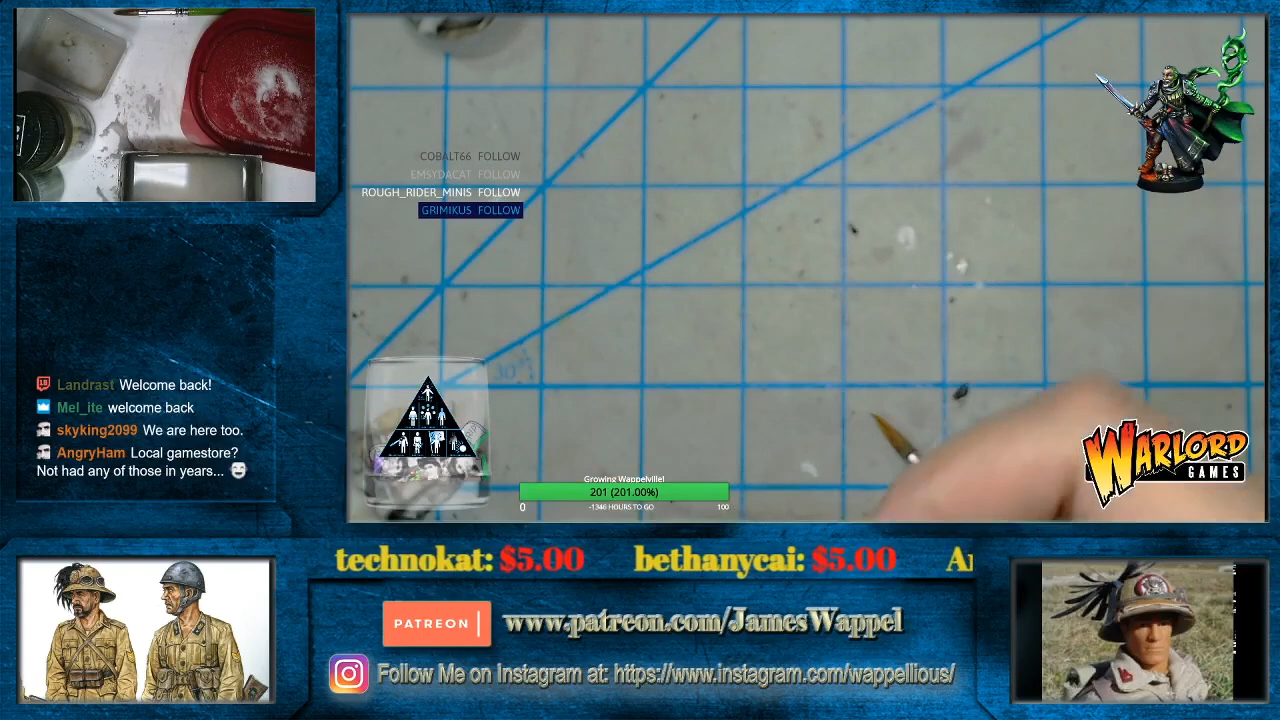 COBALT66 FOLLOW
EMSYDACAT FOLLOW
ROUGH_RIDER_MINIS FOLLOW
GRIMIKUS FOLLOW
Landrast Welcome back!
Mel_ite welcome back
skyking2099 We are here too.
AngryHam Local gamestore?
Not had any of those in years...
Growing Wappelville!
201 (201.00%)
0 -1346 HOURS TO GO 100
WARLORD
GAMES
technokat: $5.00 bethanycai: $5.00
PATREON www.patreon.com/JamesWappel
Follow Me on Instagram at: https://www.instagram.com/wappellious/